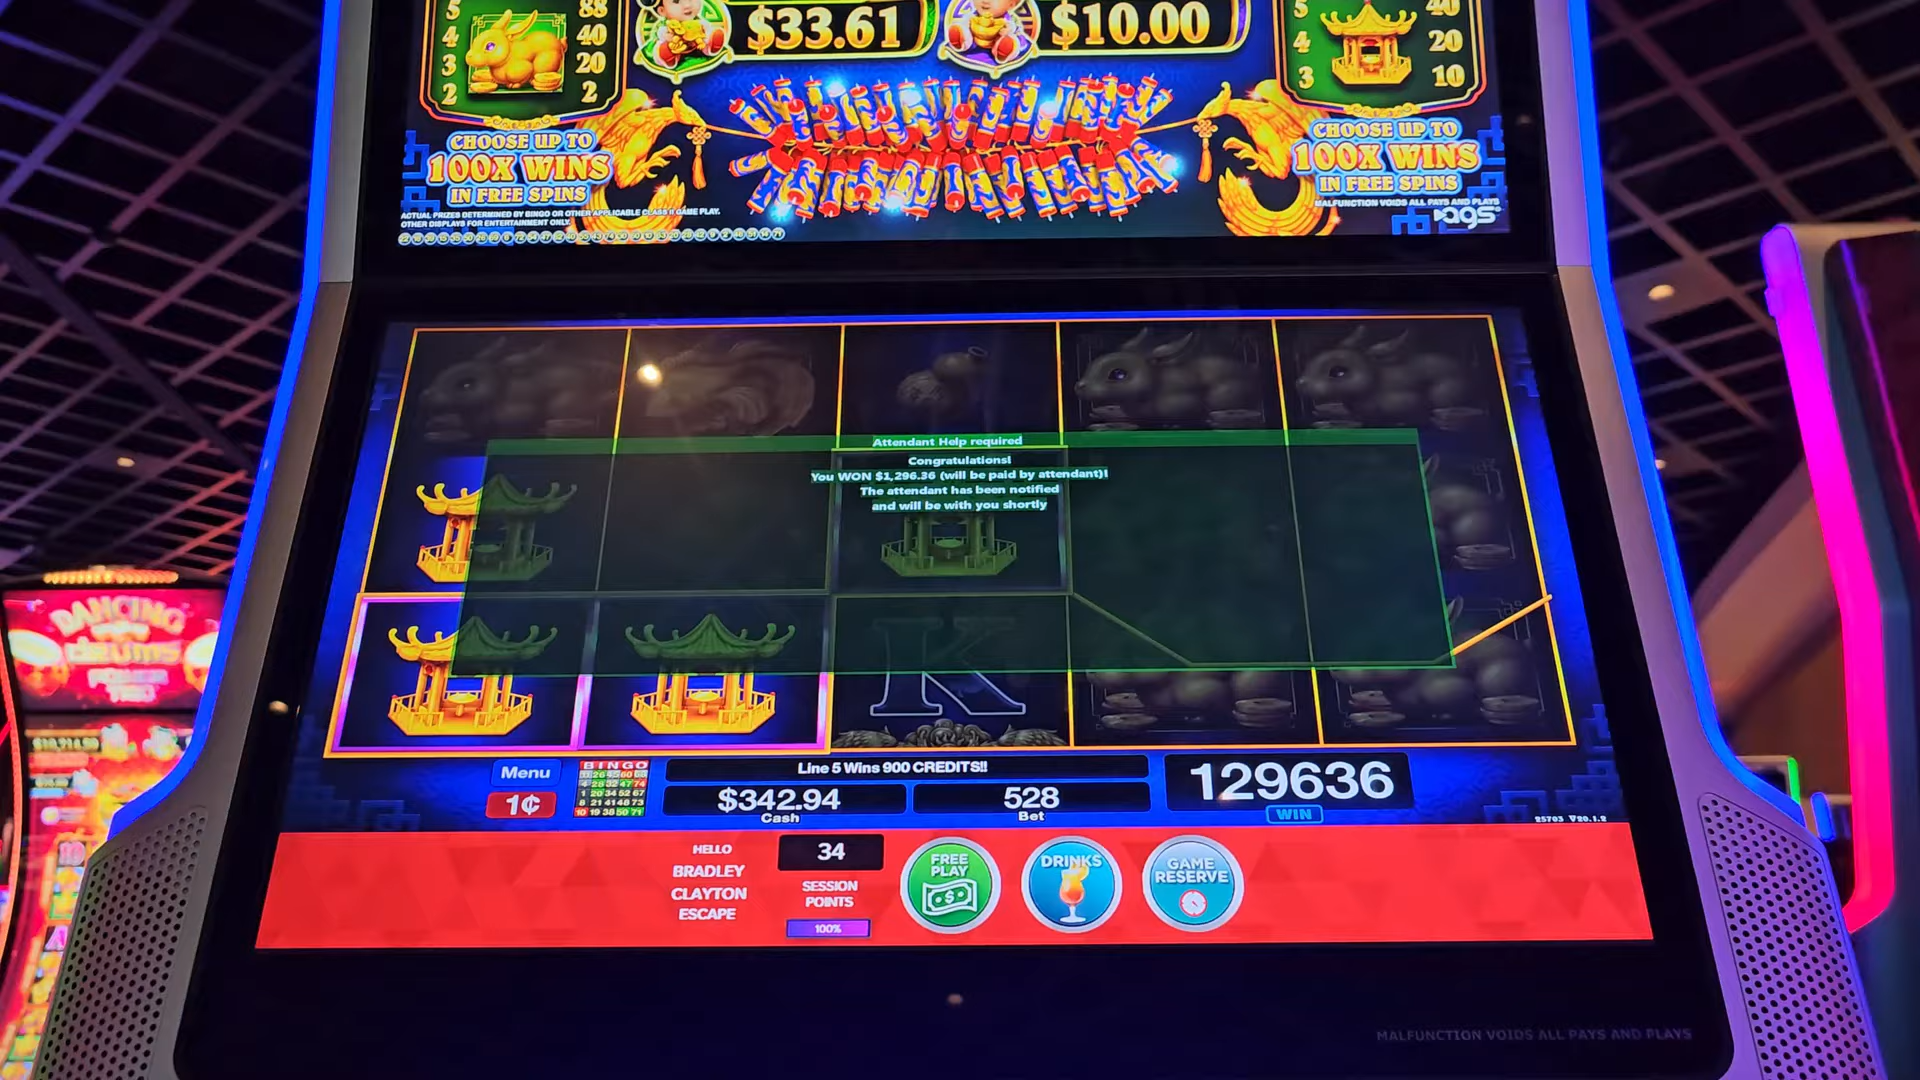 5 88
4 40
3 20
2 2
$33.61
$10.00
5 40
4 20
3 10
CHOOSE UP TO
100X WINS
IN FREE SPINS
CHOOSE UP TO
100X WINS
IN FREE SPINS
ACTUAL PRIZES DETERMINED BY BINGO OR OTHER APPLICABLE CLASS II GAME PLAY.
OTHER DISPLAYS FOR ENTERTAINMENT ONLY.
MALFUNCTION VOIDS ALL PAYS AND PLAYS
ags
Attendant Help required
Congratulations!
You WON $1,296.36 (will be paid by attendant)!
The attendant has been notified
and will be with you shortly
K
DANCING
drums
Menu
1¢
BINGO
Line 5 Wins 900 CREDITS!!
$342.94
Cash
528
Bet
129636
WIN
25703 V20.1.2
HELLO
BRADLEY
CLAYTON
ESCAPE
34
SESSION
POINTS
100%
FREE
PLAY
DRINKS
GAME
RESERVE
MALFUNCTION VOIDS ALL PAYS AND PLAYS